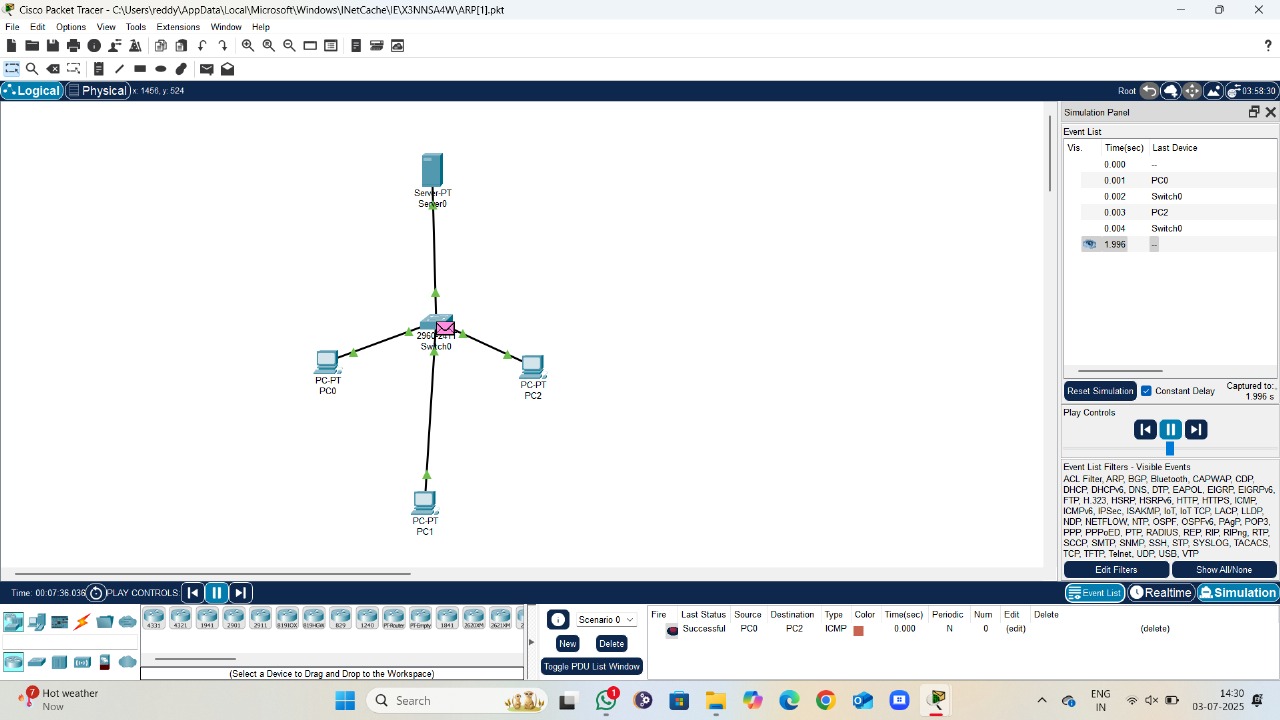 Cisco Packet Tracer - C:\Users\reddy\AppData\Local\Microsoft\Windows\INetCache\IE\X3NNSA4W\ARP[1].pkt
File Edit Options View Tools Extensions Window Help
Logical Physical x: 1456, y: 524 Root 03:58:30
Simulation Panel
Event List
Vis. Time(sec) Last Device
0.000 --
0.001 PC0
0.002 Switch0
0.003 PC2
0.004 Switch0
1.996 --
Server-PT
Server0
Switch0
PC-PT
PC0
PC-PT
PC2
PC-PT
PC1
Reset Simulation Constant Delay Captured to:
1.996 s
Play Controls
Event List Filters - Visible Events
ACL Filter, ARP, BGP, Bluetooth, CAPWAP, CDP,
DHCP, DHCPv6, DNS, DTP, EAPOL, EIGRP, EIGRPv6,
FTP, H.323, HSRP, HSRPv6, HTTP, HTTPS, ICMP,
ICMPv6, IPSec, ISAKMP, IoT, IoT TCP, LACP, LLDP,
NDP, NETFLOW, NTP, OSPF, OSPFv6, PAgP, POP3,
PPP, PPPoED, PTP, RADIUS, REP, RIP, RIPng, RTP,
SCCP, SMTP, SNMP, SSH, STP, SYSLOG, TACACS,
TCP, TFTP, Telnet, UDP, USB, VTP
Edit Filters Show All/None
Time: 00:07:36.036 PLAY CONTROLS: Event List Realtime Simulation
4331 4321 1941 2901 2911 819IOX 819HGW 829 1240 PT-Router PT-Empty 1841 2620XM 2621XM
(Select a Device to Drag and Drop to the Workspace)
Scenario 0
New Delete
Toggle PDU List Window
Fire Last Status Source Destination Type Color Time(sec) Periodic Num Edit Delete
Successful PC0 PC2 ICMP 0.000 N 0 (edit) (delete)
7 Hot weather
Now
Search
1
ENG
IN
14:30
03-07-2025